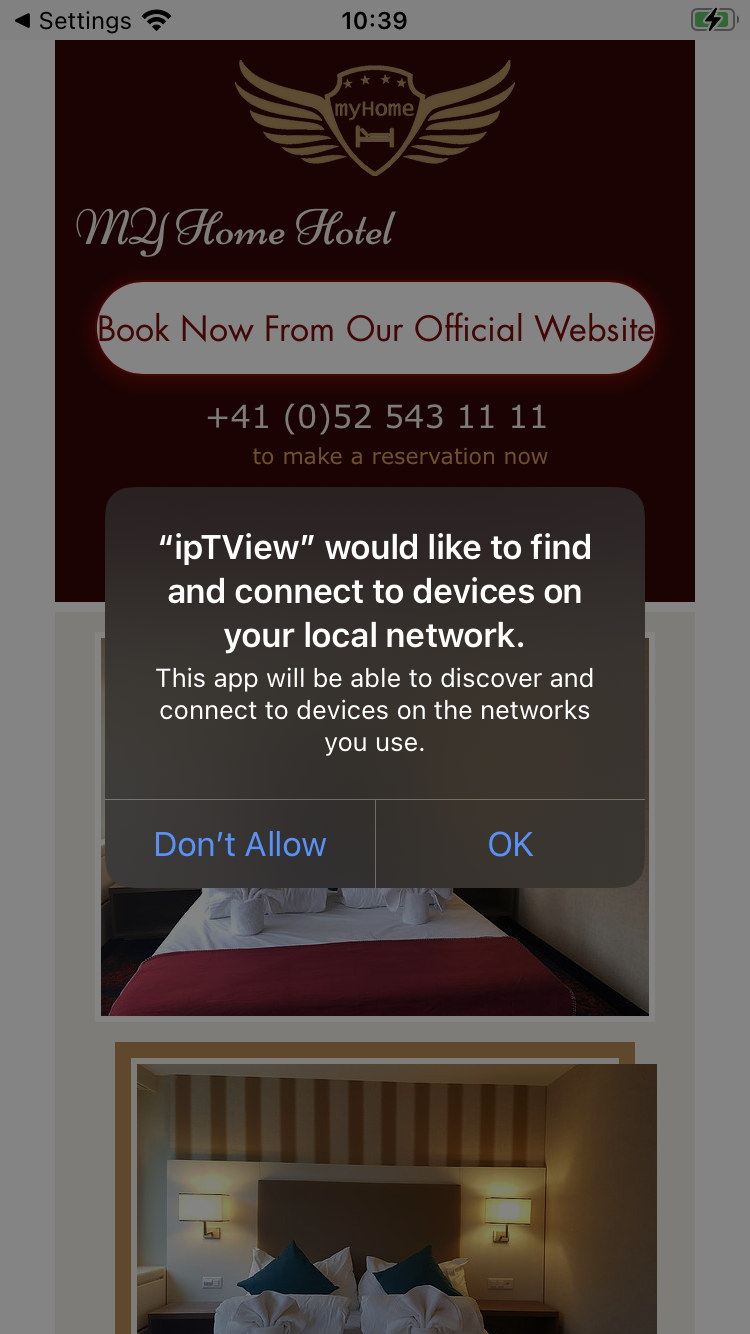 Settings
10:39
myHome
MY Home Hotel
Book Now From Our Official Website
+41 (0)52 543 11 11
to make a reservation now
“ipTView” would like to find
and connect to devices on
your local network.
This app will be able to discover and
connect to devices on the networks
you use.
Don’t Allow
OK